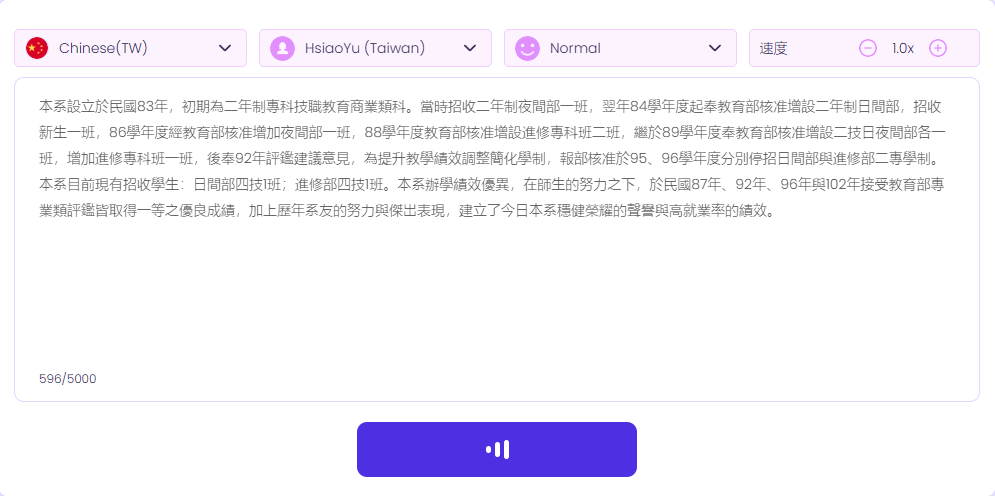 Chinese(TW)
HsiaoYu (Taiwan)
Normal
速度
1.0x
本系設立於民國83年，初期為二年制專科技職教育商業類科。當時招收二年制夜間部一班，翌年84學年度起奉教育部核准增設二年制日間部，招收
新生一班，86學年度經教育部核准增加夜間部一班，88學年度教育部核准增設進修專科班二班，繼於89學年度奉教育部核准增設二技日夜間部各一
班，增加進修專科班一班，後奉92年評鑑建議意見，為提升教學績效調整簡化學制，報部核准於95、96學年度分別停招日間部與進修部二專學制。
本系目前現有招收學生：日間部四技1班；進修部四技1班。本系辦學績效優異，在師生的努力之下，於民國87年、92年、96年與102年接受教育部專
業類評鑑皆取得一等之優良成績，加上歷年系友的努力與傑出表現，建立了今日本系穩健榮耀的聲譽與高就業率的績效。
596/5000